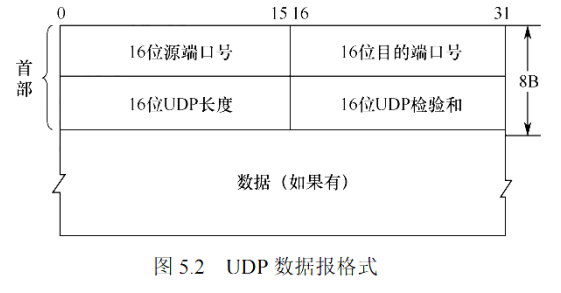 0 15 16 31
16位源端口号 16位目的端口号
首部 8B
16位UDP长度 16位UDP检验和
数据（如果有）
图 5.2 UDP 数据报格式